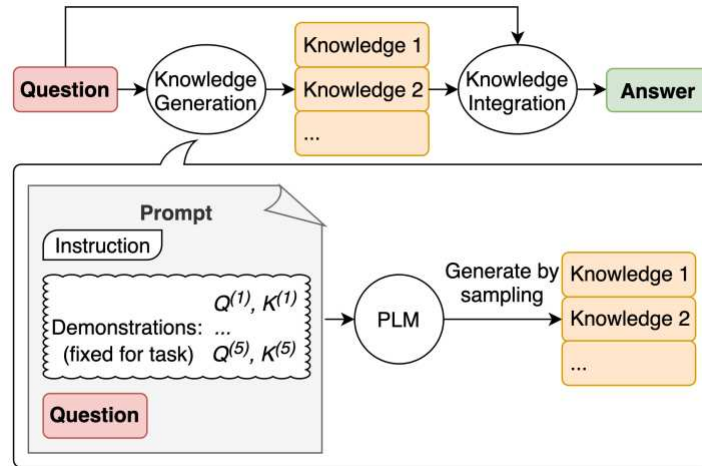 Question
Knowledge
Generation
Knowledge 1
Knowledge 2
...
Knowledge
Integration
Answer
Prompt
Instruction
Q(1), K(1)
Demonstrations: ...
(fixed for task) Q(5), K(5)
Question
PLM
Generate by
sampling
Knowledge 1
Knowledge 2
...